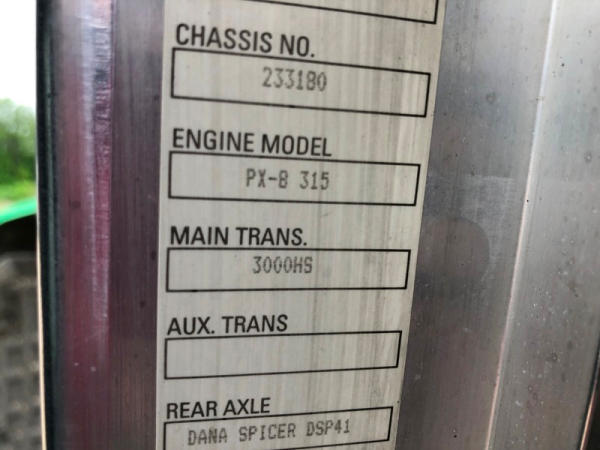 CHASSIS NO.
233180
ENGINE MODEL
PX-8 315
MAIN TRANS.
3000HS
AUX. TRANS
REAR AXLE
DANA SPICER DSP41